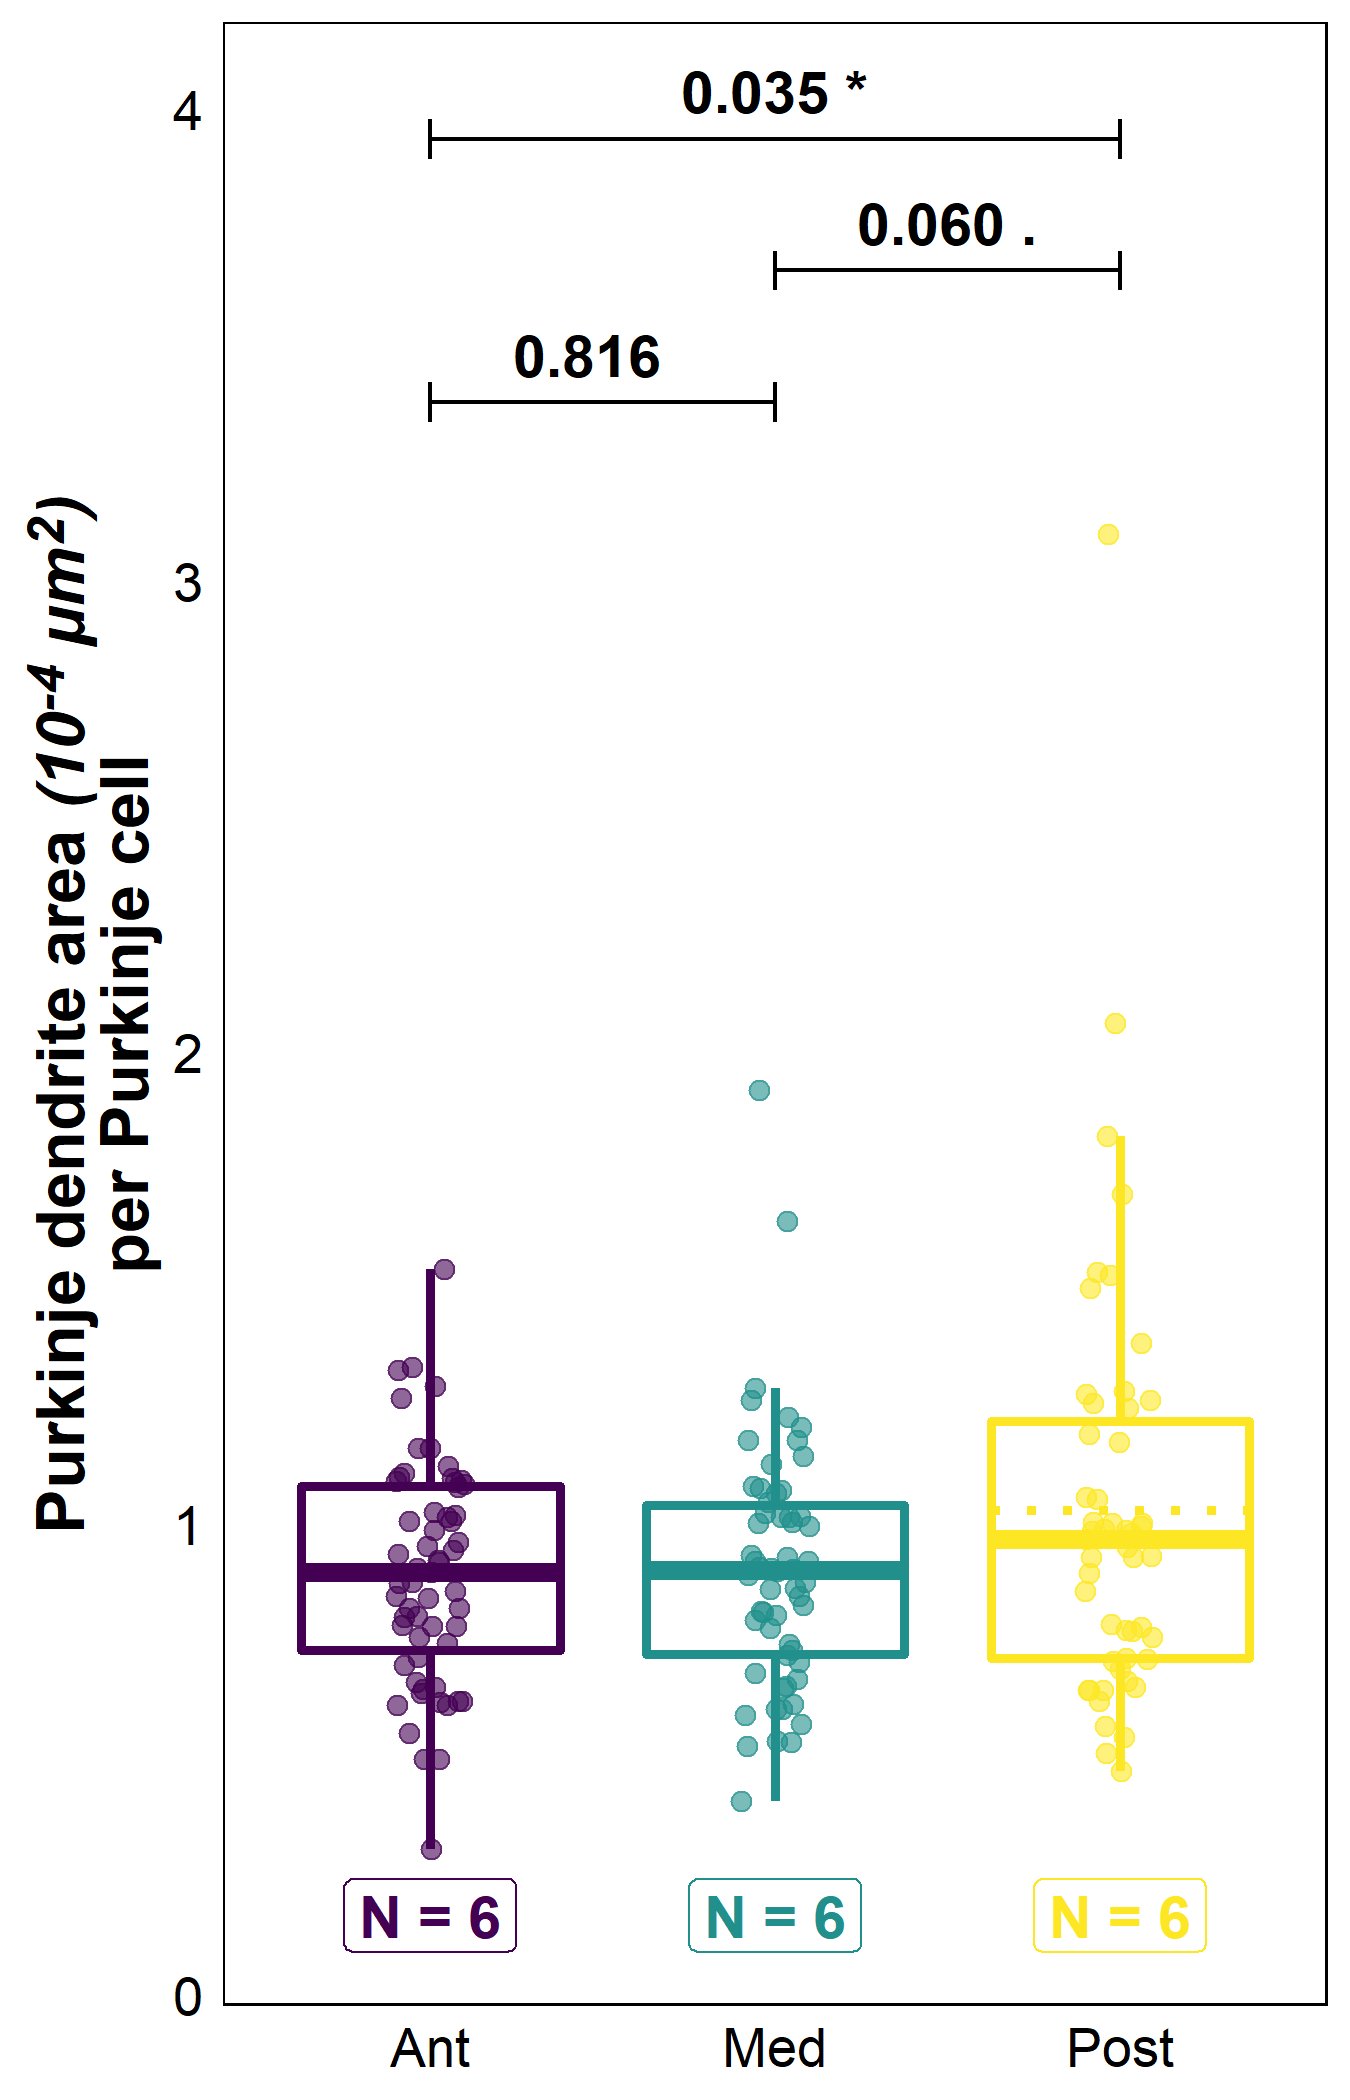 Purkinje dendrite area (10⁻⁴ µm²)
per Purkinje cell
4
3
2
1
0
0.035 *
0.060 .
0.816
N = 6
N = 6
N = 6
Ant
Med
Post